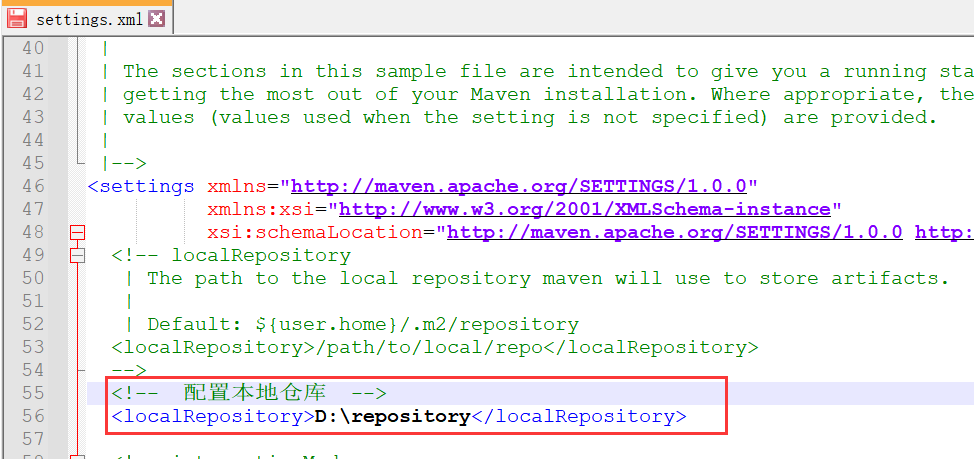 settings.xml
40 |
41 | The sections in this sample file are intended to give you a running sta
42 | getting the most out of your Maven installation. Where appropriate, the
43 | values (values used when the setting is not specified) are provided.
44 |
45 |-->
46 <settings xmlns="http://maven.apache.org/SETTINGS/1.0.0"
47 xmlns:xsi="http://www.w3.org/2001/XMLSchema-instance"
48 xsi:schemaLocation="http://maven.apache.org/SETTINGS/1.0.0 http:
49 <!-- localRepository
50 | The path to the local repository maven will use to store artifacts.
51 |
52 | Default: ${user.home}/.m2/repository
53 <localRepository>/path/to/local/repo</localRepository>
54 -->
55 <!-- 配置本地仓库 -->
56 <localRepository>D:\repository</localRepository>
57